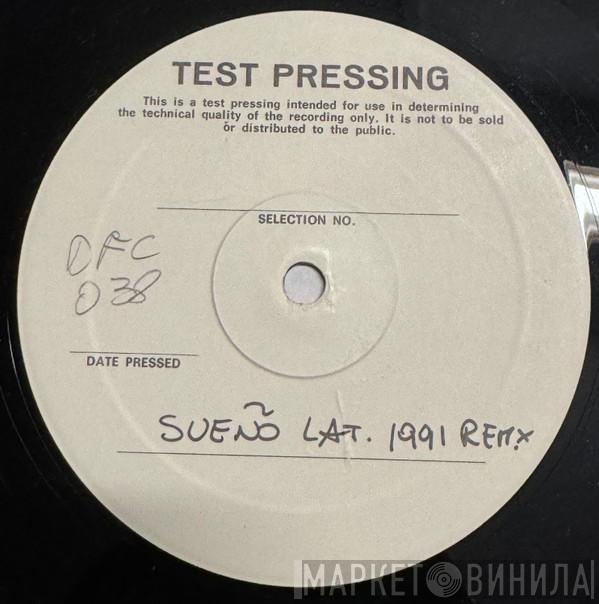 TEST PRESSING
This is a test pressing intended for use in determining
the technical quality of the recording only. It is not to be sold
or distributed to the public.
SELECTION NO.
DFC
038
DATE PRESSED
SUEÑO LAT. 1991 REMX
МАРКЕТ ВИНИЛА